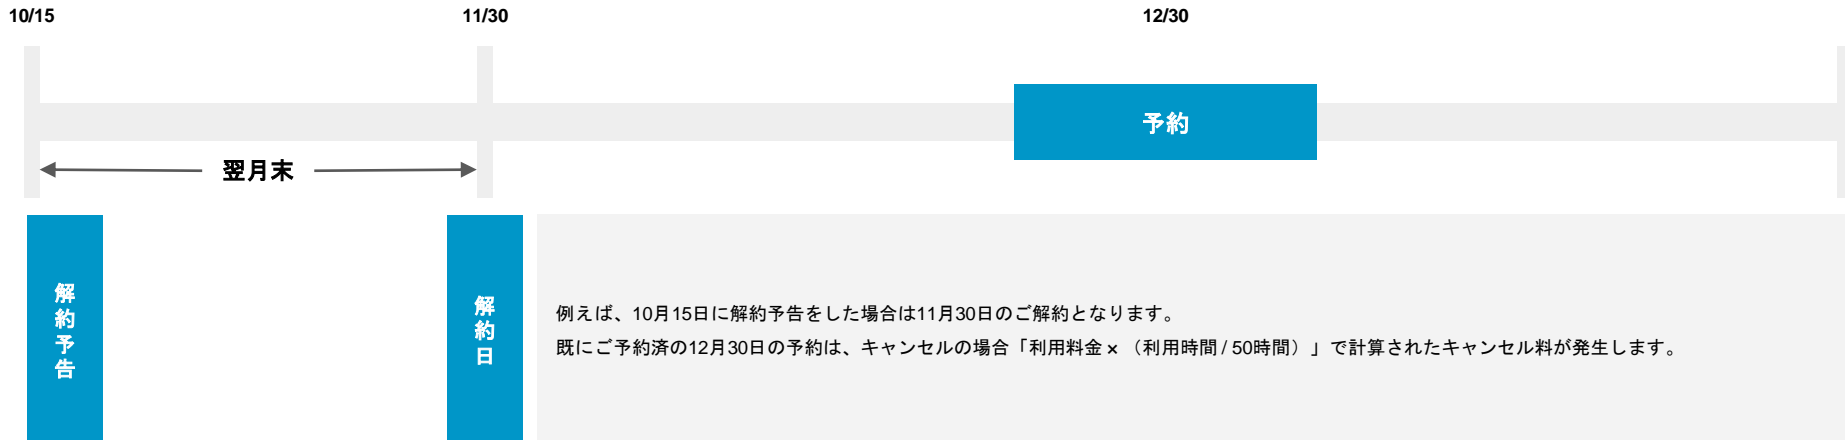 10/15
11/30
12/30
予約
翌月末
解約予告
解約日
例えば、10月15日に解約予告をした場合は11月30日のご解約となります。
既にご予約済の12月30日の予約は、キャンセルの場合「利用料金 × （利用時間 / 50時間）」で計算されたキャンセル料が発生します。